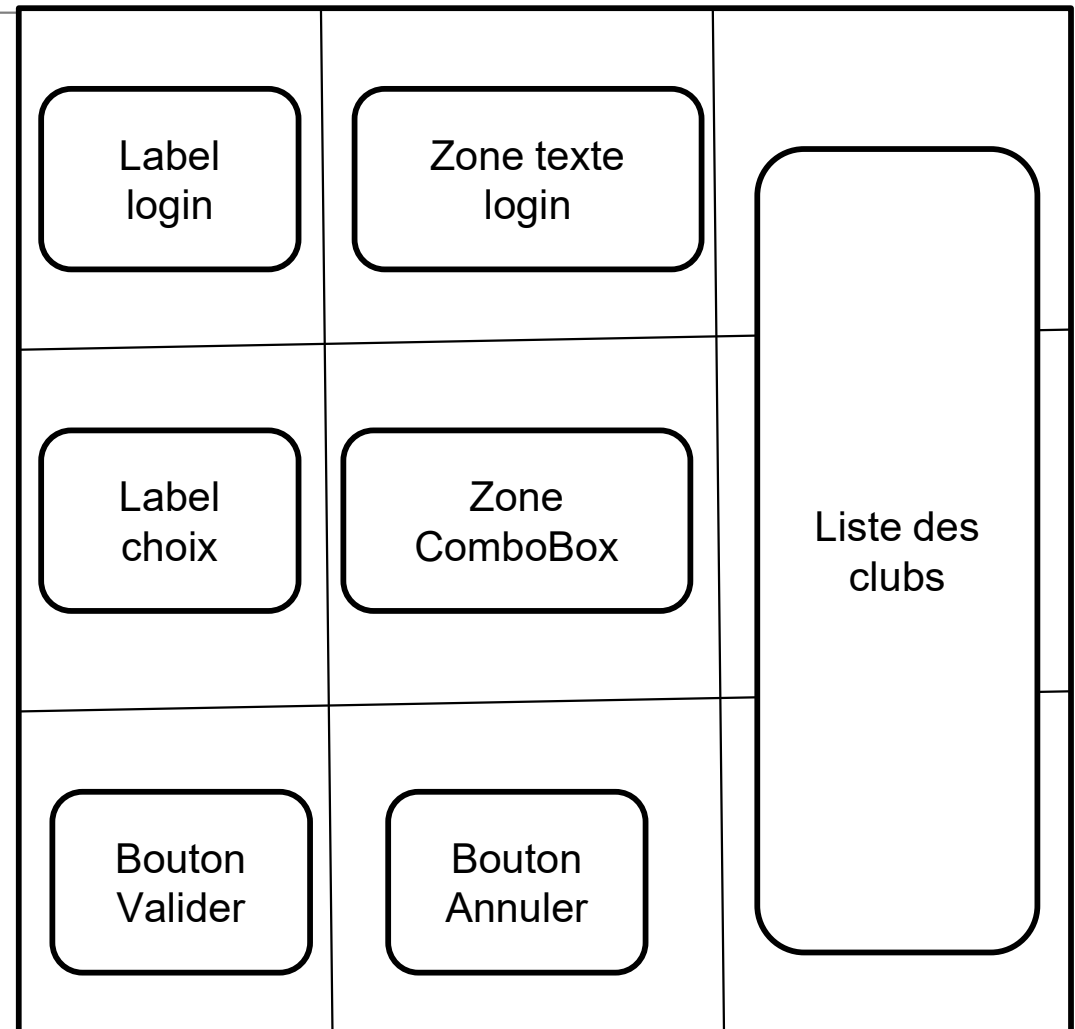 Label
login
Zone texte
login
Label
choix
Zone
ComboBox
Liste des
clubs
Bouton
Valider
Bouton
Annuler